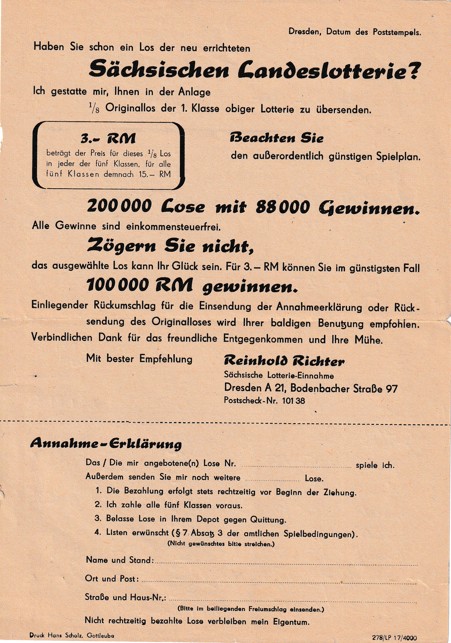 Dresden, Datum des Poststempels.
Haben Sie schon ein Los der neu errichteten
Sächsischen Landeslotterie?
Ich gestatte mir, Ihnen in der Anlage
1/8 Originallos der 1. Klasse obiger Lotterie zu übersenden.
3.- RM
beträgt der Preis für dieses 1/8 Los
in jeder der fünf Klassen, für alle
fünf Klassen demnach 15.— RM
Beachten Sie
den außerordentlich günstigen Spielplan.
200000 Lose mit 88000 Gewinnen.
Alle Gewinne sind einkommensteuerfrei.
Zögern Sie nicht,
das ausgewählte Los kann Ihr Glück sein. Für 3.— RM können Sie im günstigsten Fall
100000 RM gewinnen.
Einliegender Rückumschlag für die Einsendung der Annahmeerklärung oder Rück-
sendung des Originalloses wird Ihrer baldigen Benutzung empfohlen.
Verbindlichen Dank für das freundliche Entgegenkommen und Ihre Mühe.
Mit bester Empfehlung
Reinhold Richter
Sächsische Lotterie-Einnahme
Dresden A 21, Bodenbacher Straße 97
Postscheck-Nr. 10138
Annahme-Erklärung
Das / Die mir angebotene(n) Lose Nr. spiele ich.
Außerdem senden Sie mir noch weitere Lose.
1. Die Bezahlung erfolgt stets rechtzeitig vor Beginn der Ziehung.
2. Ich zahle alle fünf Klassen voraus.
3. Belasse Lose in Ihrem Depot gegen Quittung.
4. Listen erwünscht (§ 7 Absatz 3 der amtlichen Spielbedingungen).
(Nicht gewünschtes bitte streichen.)
Name und Stand:
Ort und Post:
Straße und Haus-Nr.:
(Bitte im beiliegenden Freiumschlag einsenden.)
Nicht rechtzeitig bezahlte Lose verbleiben mein Eigentum.
Druck Hans Scholz, Gottleuba
278/LP 17/4000